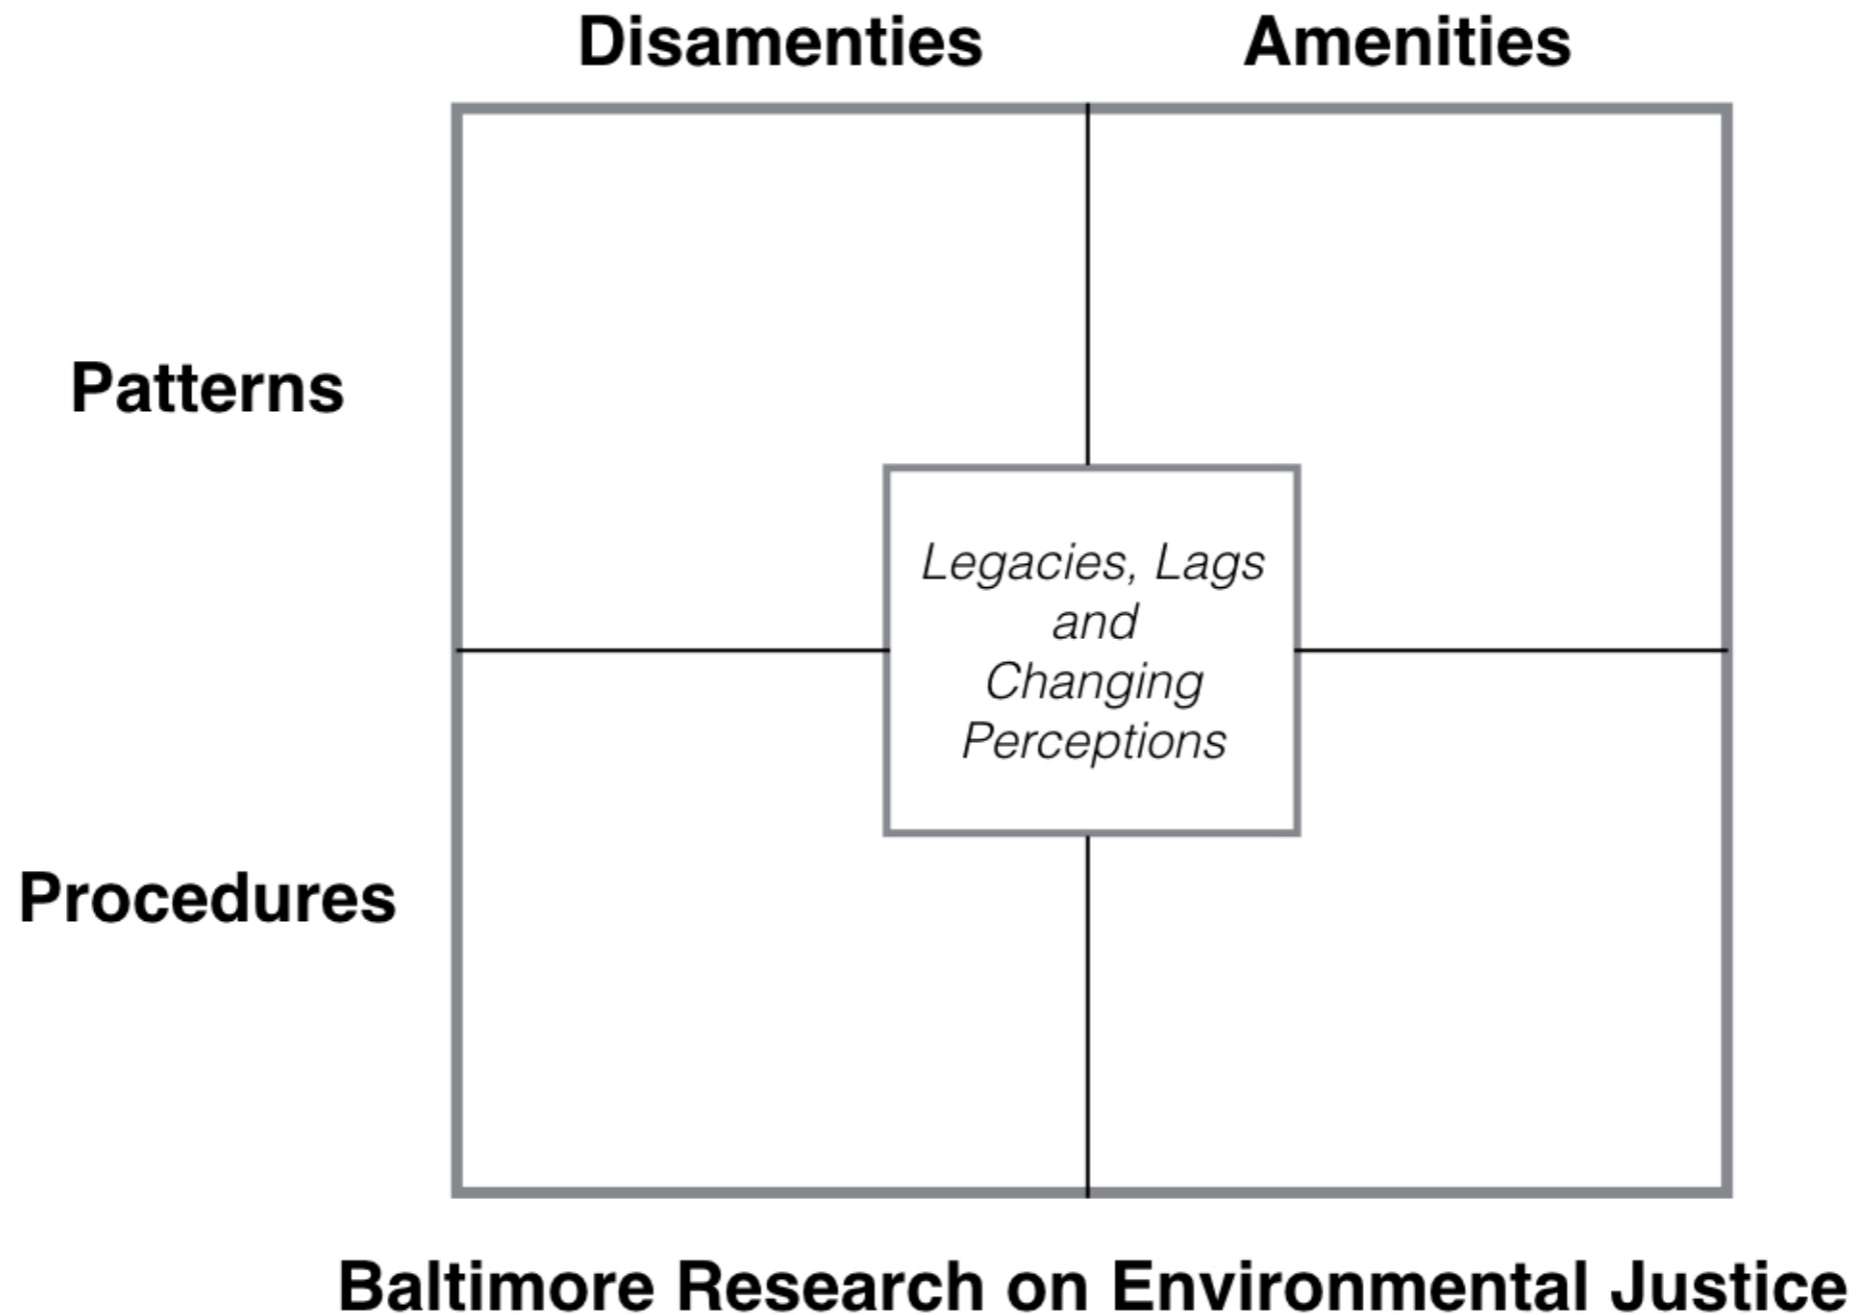 Disamenties Amenities
Patterns
Legacies, Lags
and
Changing
Perceptions
Procedures
Baltimore Research on Environmental Justice